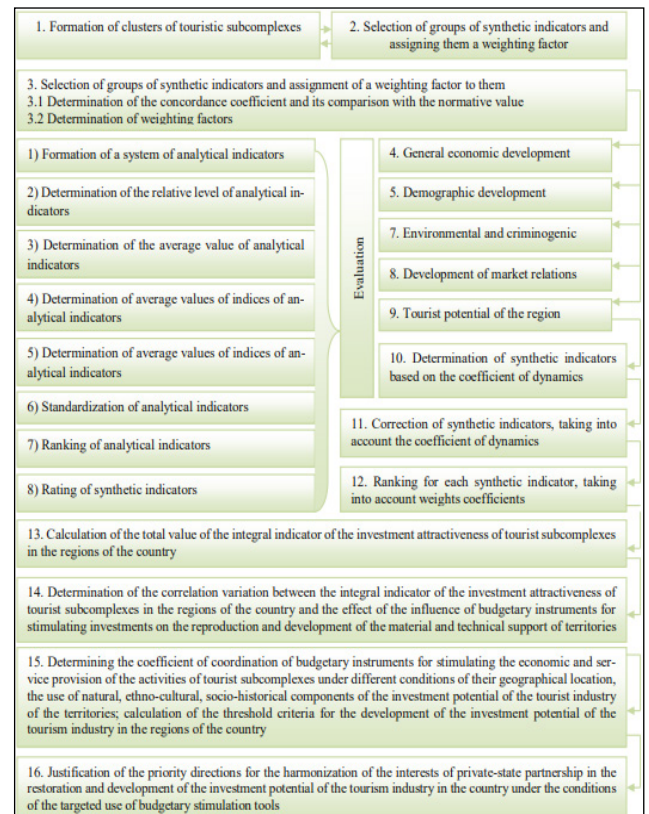 1. Formation of clusters of touristic subcomplexes
2. Selection of groups of synthetic indicators and
assigning them a weighting factor
3. Selection of groups of synthetic indicators and assignment of a weighting factor to them
3.1 Determination of the concordance coefficient and its comparison with the normative value
3.2 Determination of weighting factors
1) Formation of a system of analytical indicators
2) Determination of the relative level of analytical in-
dicators
3) Determination of the average value of analytical
indicators
4) Determination of average values of indices of an-
alytical indicators
5) Determination of average values of indices of an-
alytical indicators
6) Standardization of analytical indicators
7) Ranking of analytical indicators
8) Rating of synthetic indicators
Evaluation
4. General economic development
5. Demographic development
7. Environmental and criminogenic
8. Development of market relations
9. Tourist potential of the region
10. Determination of synthetic indicators
based on the coefficient of dynamics
11. Correction of synthetic indicators, taking into
account the coefficient of dynamics
12. Ranking for each synthetic indicator, taking
into account weights coefficients
13. Calculation of the total value of the integral indicator of the investment attractiveness of tourist subcomplexes
in the regions of the country
14. Determination of the correlation variation between the integral indicator of the investment attractiveness of
tourist subcomplexes in the regions of the country and the effect of the influence of budgetary instruments for
stimulating investments on the reproduction and development of the material and technical support of territories
15. Determining the coefficient of coordination of budgetary instruments for stimulating the economic and ser-
vice provision of the activities of tourist subcomplexes under different conditions of their geographical location,
the use of natural, ethno-cultural, socio-historical components of the investment potential of the tourist industry
of the territories; calculation of the threshold criteria for the development of the investment potential of the
tourism industry in the regions of the country
16. Justification of the priority directions for the harmonization of the interests of private-state partnership in the
restoration and development of the investment potential of the tourism industry in the country under the conditions
of the targeted use of budgetary stimulation tools